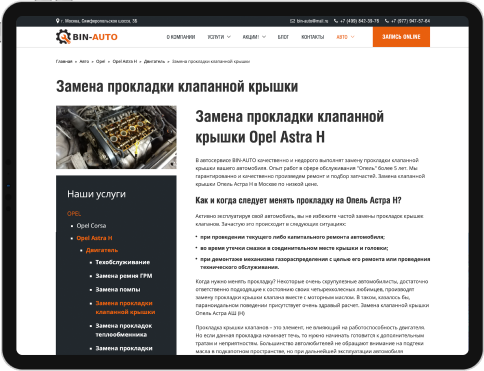 г. Москва, Симферопольское шоссе, 36
bin-auto@mail.ru
+7 (499) 642-39-76
+7 (977) 947-57-64
BIN-AUTO
О КОМПАНИИ УСЛУГИ АКЦИИ! БЛОГ КОНТАКТЫ АВТО ЗАПИСЬ ONLINE
Главная » Авто » Opel » Opel Astra H » Двигатель » Замена прокладки клапанной крышки
Замена прокладки клапанной крышки
Замена прокладки клапанной
крышки Opel Astra H
В автосервисе BIN-AUTO качественно и недорого выполнят замену прокладки клапанной
крышки вашего автомобиля. Опыт работ в сфере обслуживания "Опель" более 5 лет. Мы
гарантированно и качественно произведем ремонт и подбор запчастей. Замена клапанной
крышки Опель Астра Н в Москве по низкой цене.
Как и когда следует менять прокладку на Опель Астра Н?
Активно эксплуатируя свой автомобиль, вы не избежите частой замены прокладок крышек
клапанов. Зачастую это происходит в следующих ситуациях:
при проведении текущего либо капитального ремонта автомобиля;
во время утечки смазки в соединительном месте крышки и головки;
при демонтаже механизма газораспределения с целью его ремонта или проведения
технического обслуживания.
Когда нужно менять прокладку? Некоторые очень скрупулезные автомобилисты, достаточно
ответственно подходящие к состоянию своих четырехколесных любимцев, производят
замену прокладки крышки клапана вместе с моторным маслом. В таком, казалось бы,
параноидальном поведении присутствует очень здравый расчет. Замена клапанной крышки
Опель Астра АШ (H)
Прокладка крышки клапанов – это элемент, не влияющий на работоспособность двигателя.
Но если данная прокладка начинает течь, то нужно начинать готовится к дополнительным
тратам и неприятностям. Большинство автолюбителей не обращают внимание на подтеки
масла в подкапотном пространстве, но при дальнейшей эксплуатации автомобиля
Наши услуги
OPEL
Opel Corsa
Opel Astra H
Двигатель
Техобслуживание
Замена ремня ГРМ
Замена помпы
Замена прокладки
клапанной крышки
Замена прокладок
теплообменника
Замена прокладки